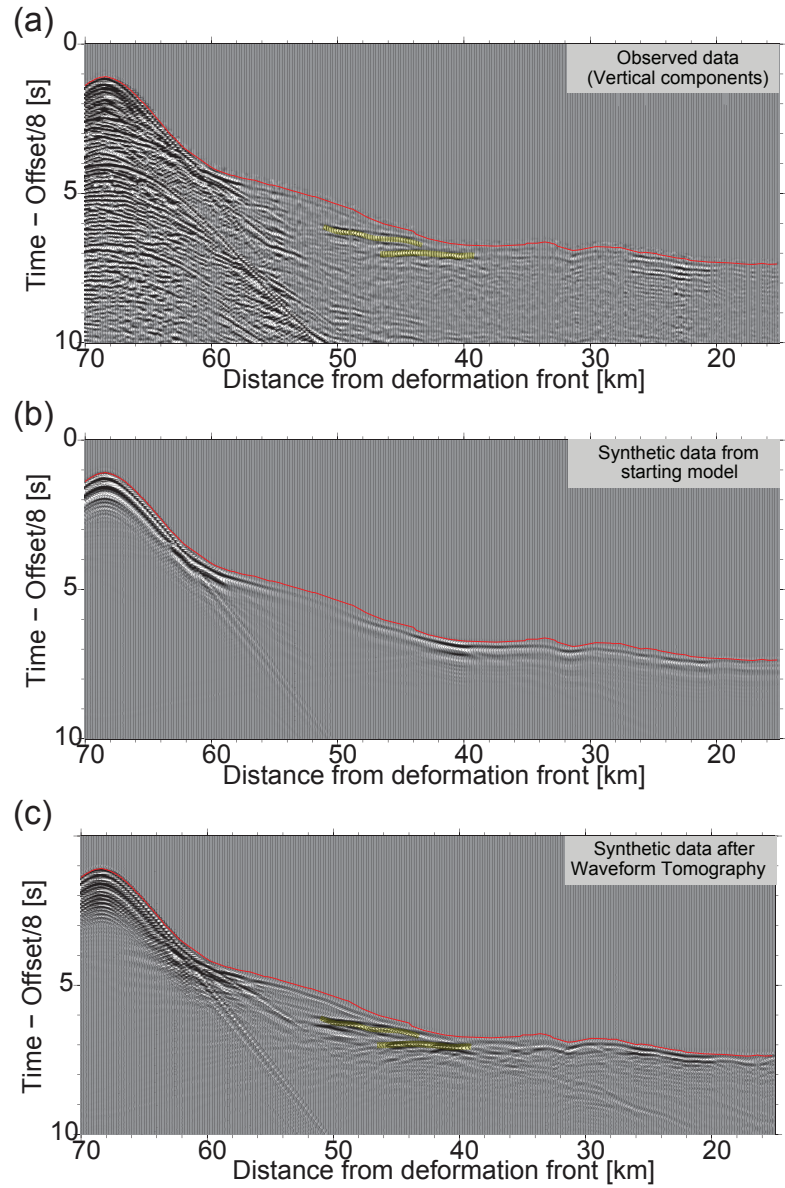 (a)
0
Observed data
(Vertical components)
Time − Offset/8 [s]
5
10
70 60 50 40 30 20
Distance from deformation front [km]
(b)
0
Synthetic data from
starting model
Time − Offset/8 [s]
5
10
70 60 50 40 30 20
Distance from deformation front [km]
(c)
Synthetic data after
Waveform Tomography
Time − Offset/8 [s]
5
10
70 60 50 40 30 20
Distance from deformation front [km]